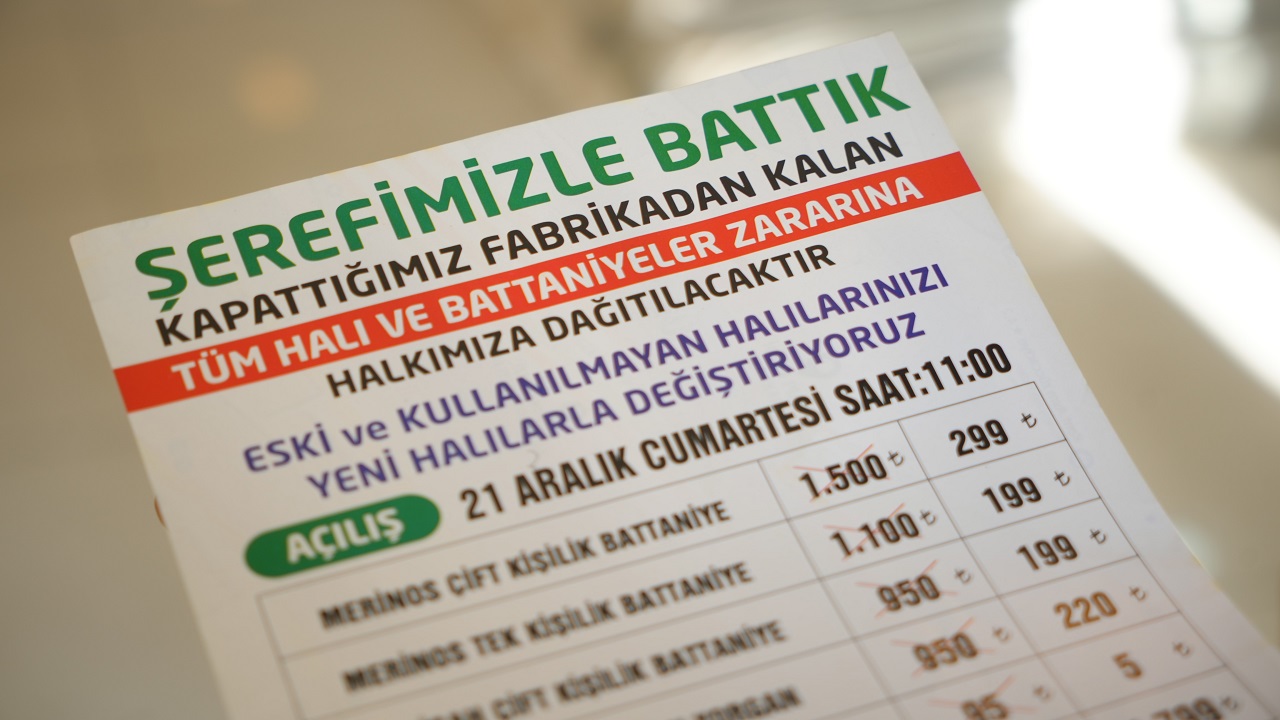 ŞEREFİMİZLE BATTIK
KAPATTIĞIMIZ FABRİKADAN KALAN
TÜM HALI VE BATTANİYELER ZARARINA
HALKIMIZA DAĞITILACAKTIR
ESKİ ve KULLANILMAYAN HALILARINIZI
YENİ HALILARLA DEĞİŞTİRİYORUZ
AÇILIŞ 21 ARALIK CUMARTESİ SAAT:11:00
MERİNOS ÇİFT KİŞİLİK BATTANİYE 1.500 ₺ 299 ₺
MERİNOS TEK KİŞİLİK BATTANİYE 1.100 ₺ 199 ₺
ÇİFT KİŞİLİK BATTANİYE 950 ₺ 199 ₺
YORGAN 950 ₺ 220 ₺
95 ₺ 5 ₺